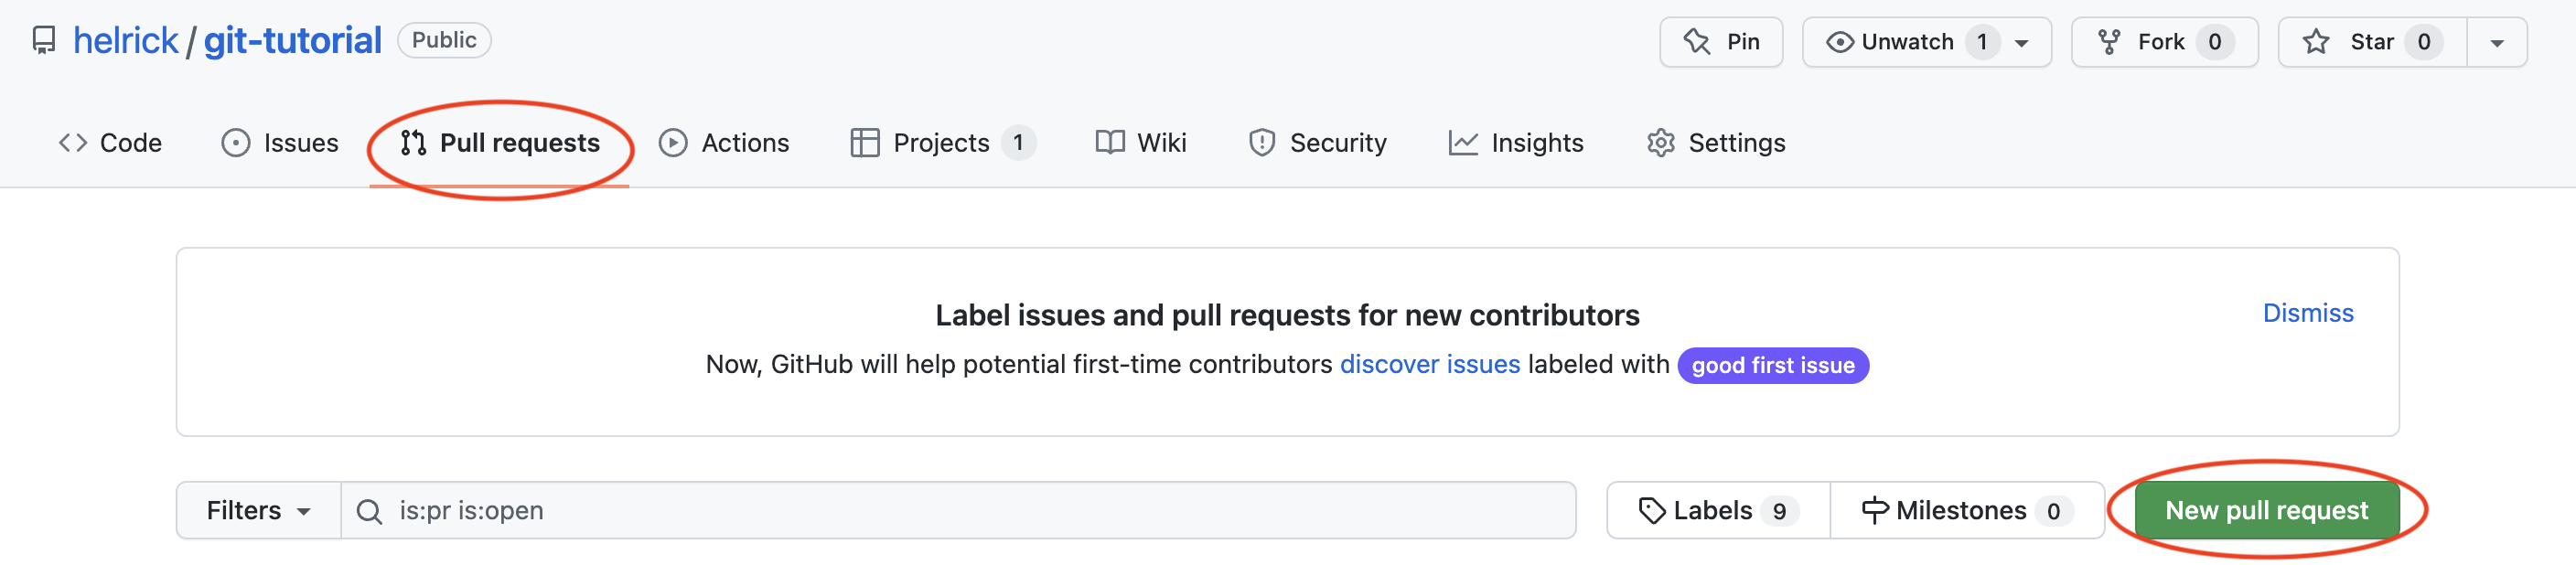 helrick / git-tutorial Public Pin Unwatch 1 Fork 0 Star 0
Code Issues Pull requests Actions Projects 1 Wiki Security Insights Settings
Label issues and pull requests for new contributors Dismiss
Now, GitHub will help potential first-time contributors discover issues labeled with good first issue
Filters is:pr is:open Labels 9 Milestones 0 New pull request